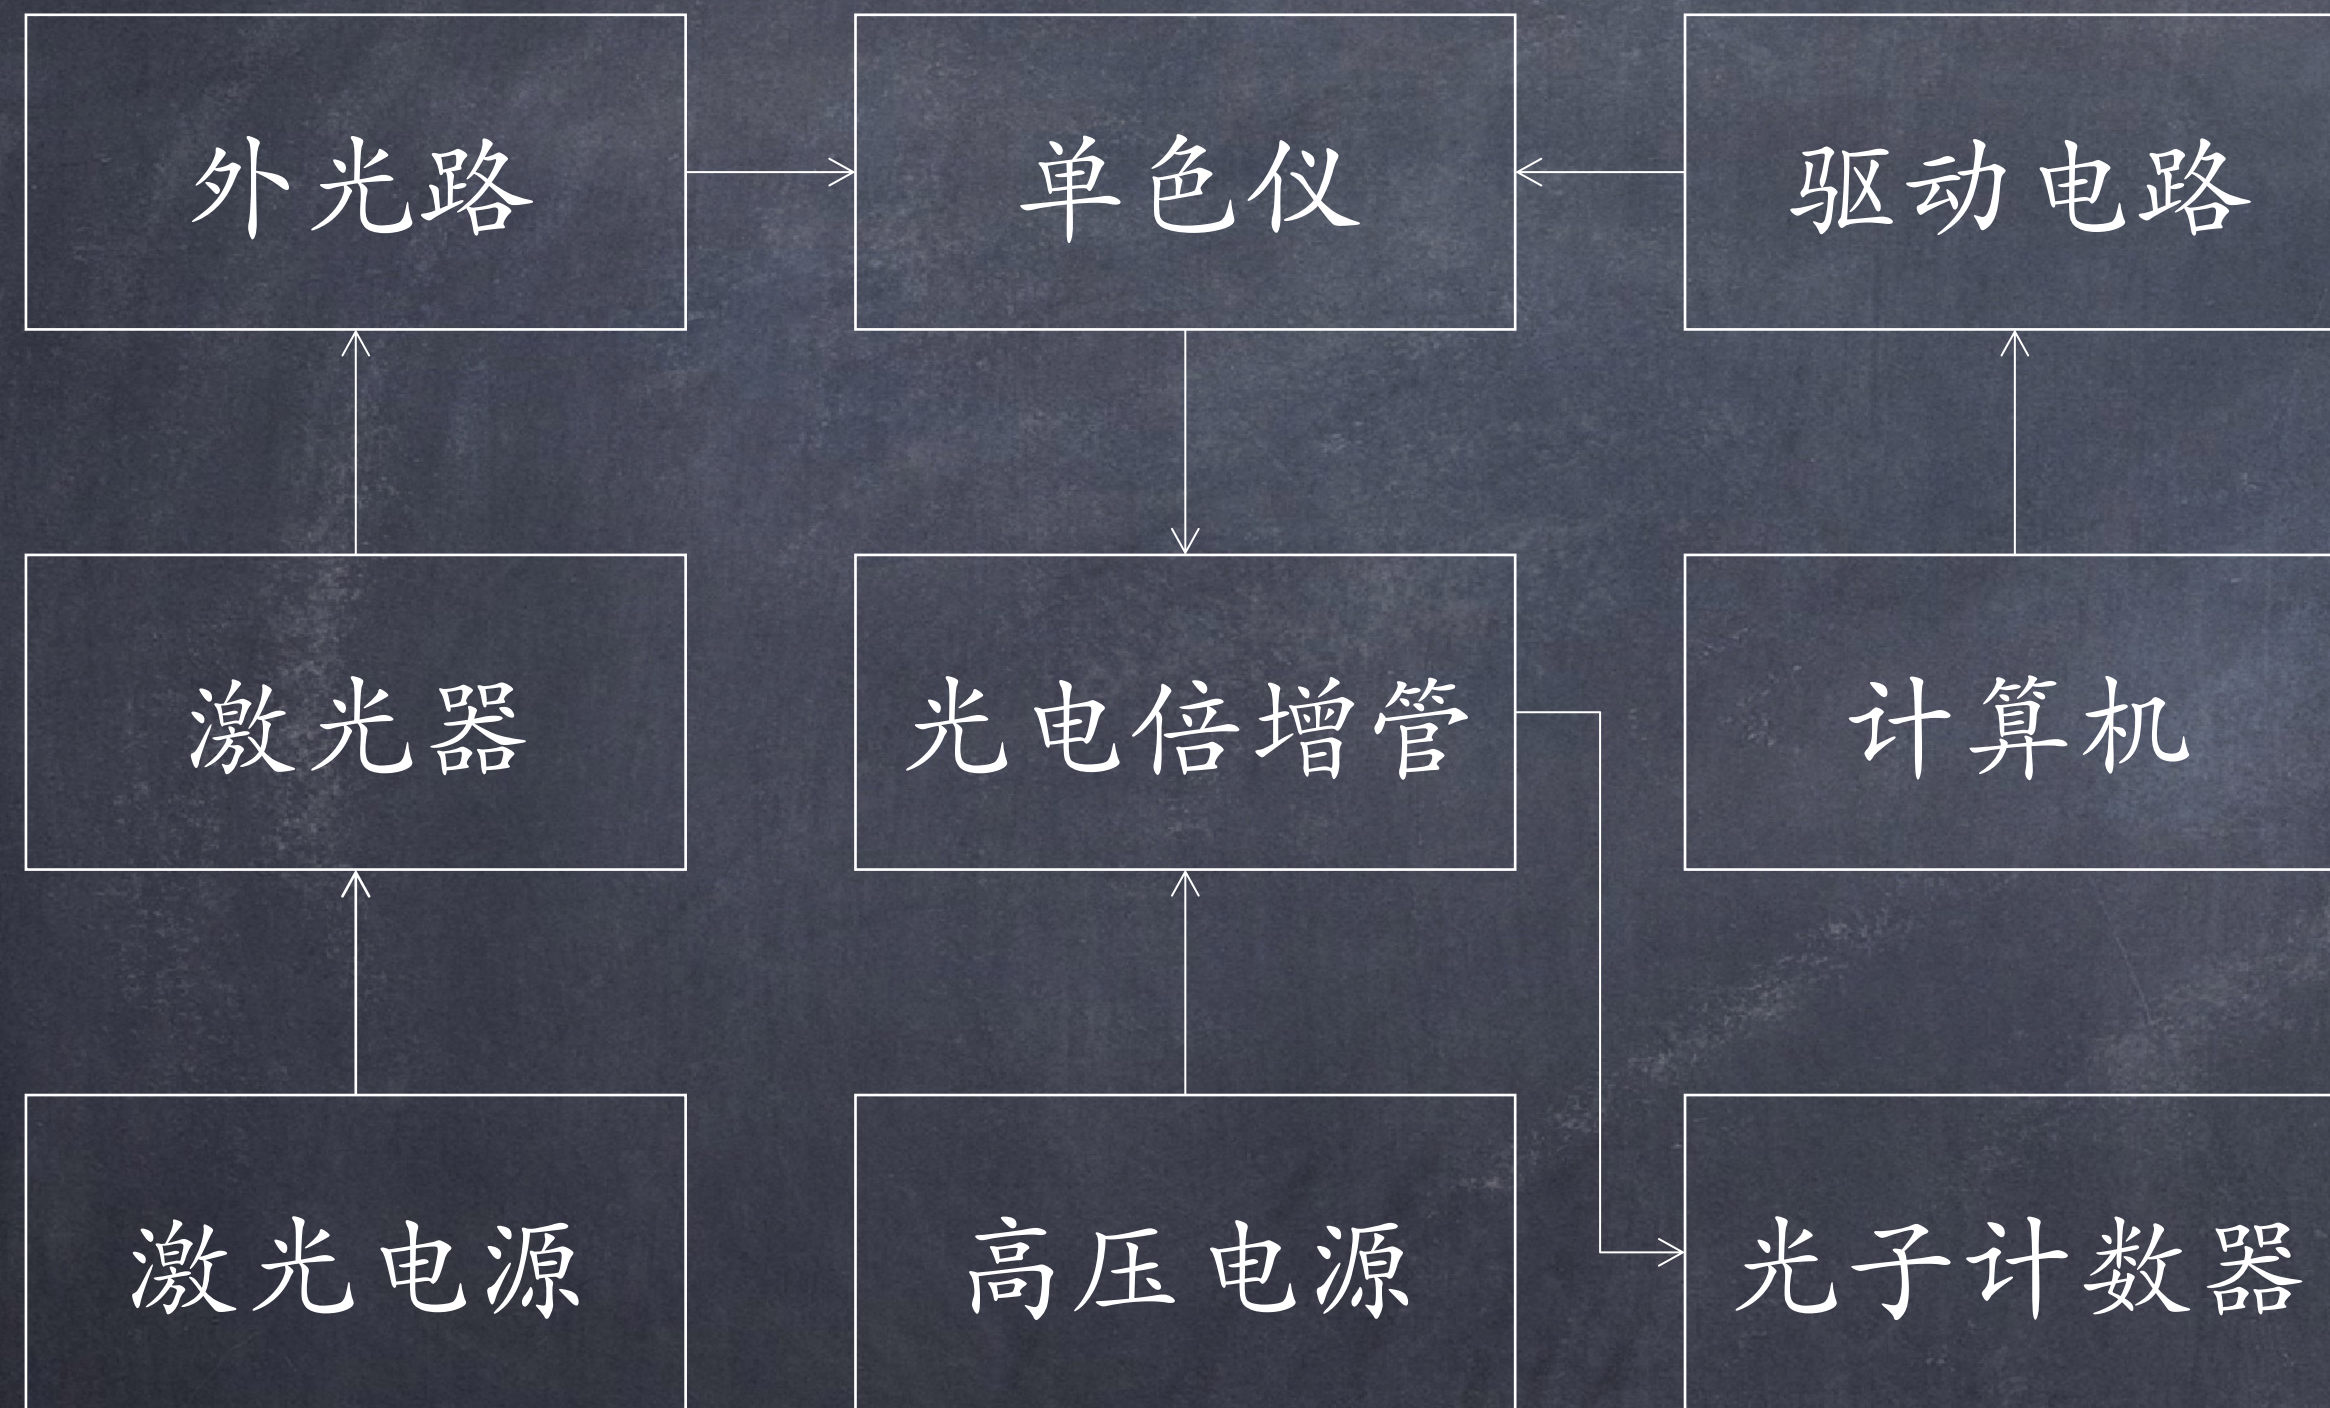 外光路
单色仪
驱动电路
激光器
光电倍增管
计算机
激光电源
高压电源
光子计数器